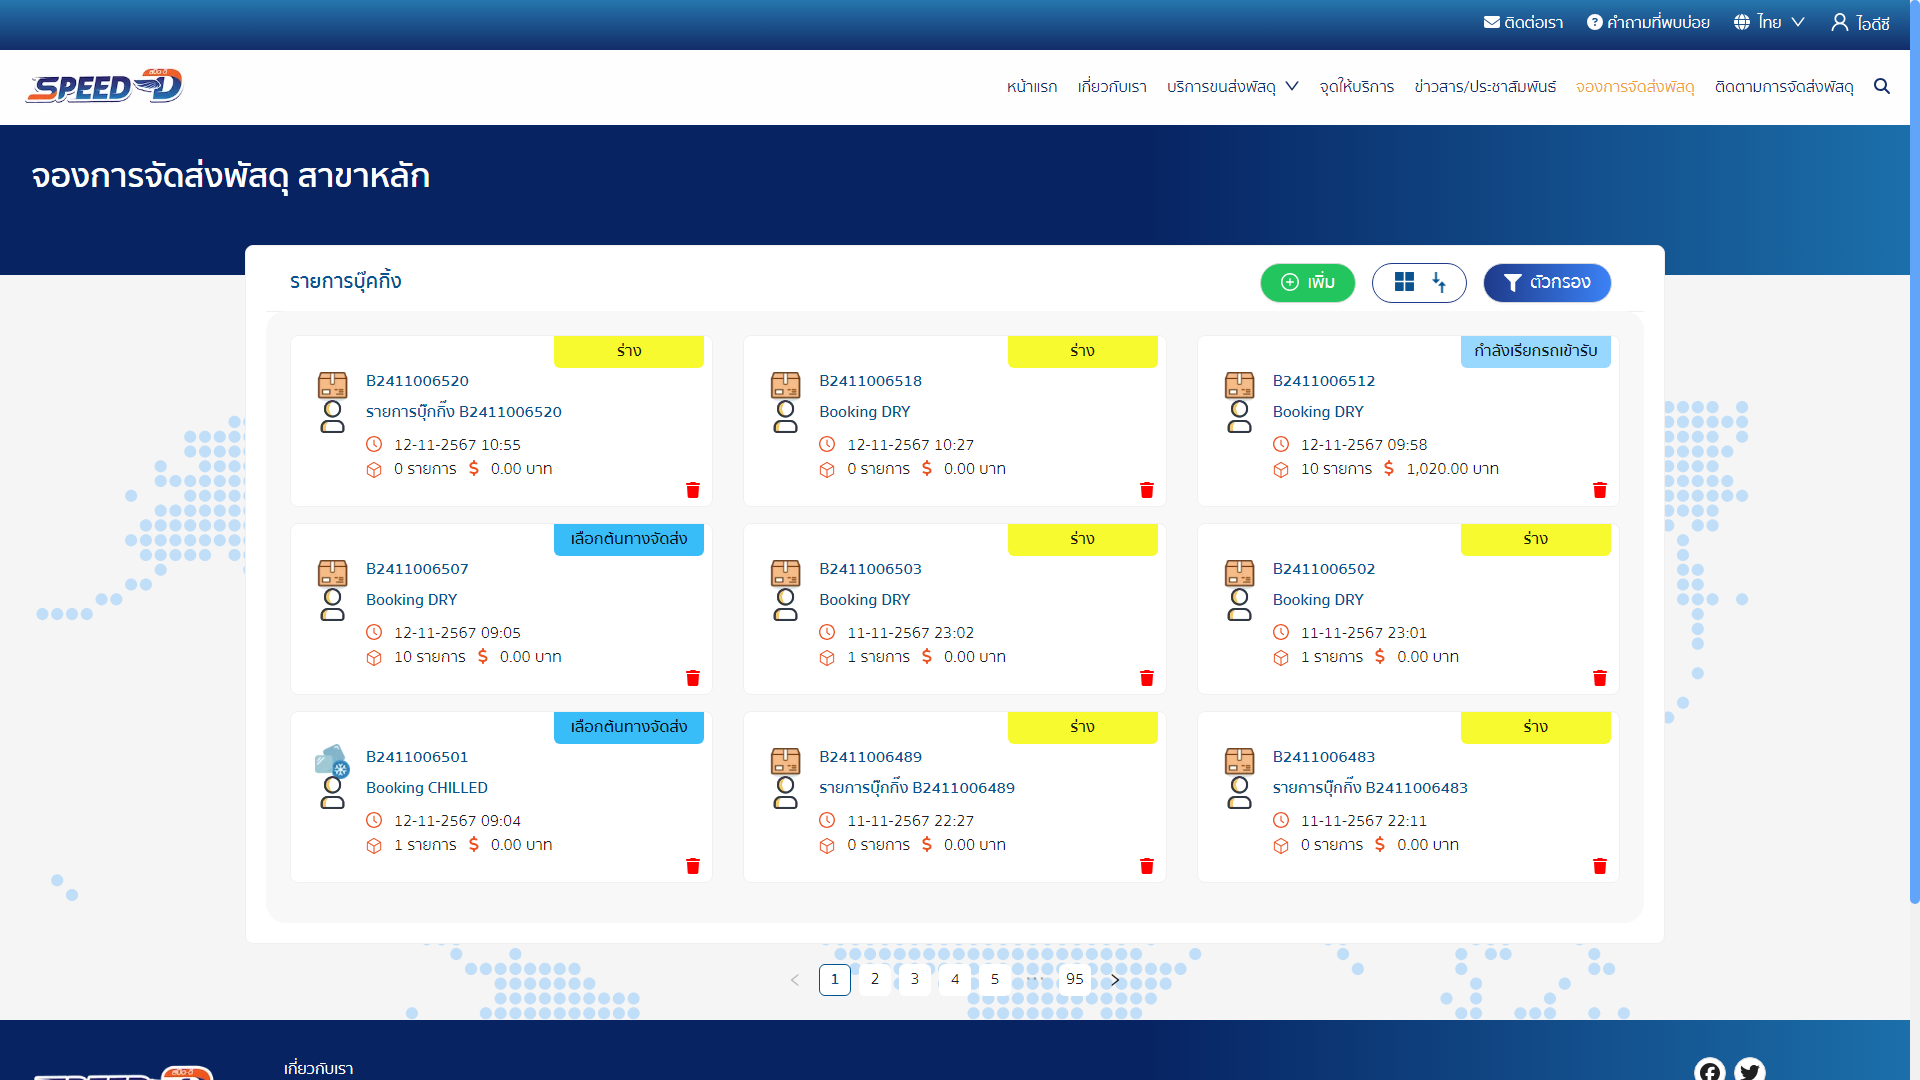 ติดต่อเรา คำถามที่พบบ่อย ไทย ไอดีซี
SPEED-D สปีด-ดี
หน้าแรก เกี่ยวกับเรา บริการขนส่งพัสดุ จุดให้บริการ ข่าวสาร/ประชาสัมพันธ์ จองการจัดส่งพัสดุ ติดตามการจัดส่งพัสดุ
จองการจัดส่งพัสดุ สาขาหลัก
รายการบุ๊คกิ้ง
เพิ่ม
ตัวกรอง
ร่าง
B2411006520
รายการบุ๊กกิ๊ง B2411006520
12-11-2567 10:55
0 รายการ $ 0.00 บาท
ร่าง
B2411006518
Booking DRY
12-11-2567 10:27
0 รายการ $ 0.00 บาท
กำลังเรียกรถเข้ารับ
B2411006512
Booking DRY
12-11-2567 09:58
10 รายการ $ 1,020.00 บาท
เลือกต้นทางจัดส่ง
B2411006507
Booking DRY
12-11-2567 09:05
10 รายการ $ 0.00 บาท
ร่าง
B2411006503
Booking DRY
11-11-2567 23:02
1 รายการ $ 0.00 บาท
ร่าง
B2411006502
Booking DRY
11-11-2567 23:01
1 รายการ $ 0.00 บาท
เลือกต้นทางจัดส่ง
B2411006501
Booking CHILLED
12-11-2567 09:04
1 รายการ $ 0.00 บาท
ร่าง
B2411006489
รายการบุ๊กกิ๊ง B2411006489
11-11-2567 22:27
0 รายการ $ 0.00 บาท
ร่าง
B2411006483
รายการบุ๊กกิ๊ง B2411006483
11-11-2567 22:11
0 รายการ $ 0.00 บาท
< 1 2 3 4 5 ••• 95 >
เกี่ยวกับเรา